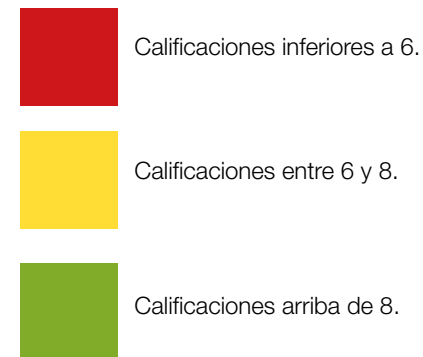 Calificaciones inferiores a 6.
Calificaciones entre 6 y 8.
Calificaciones arriba de 8.